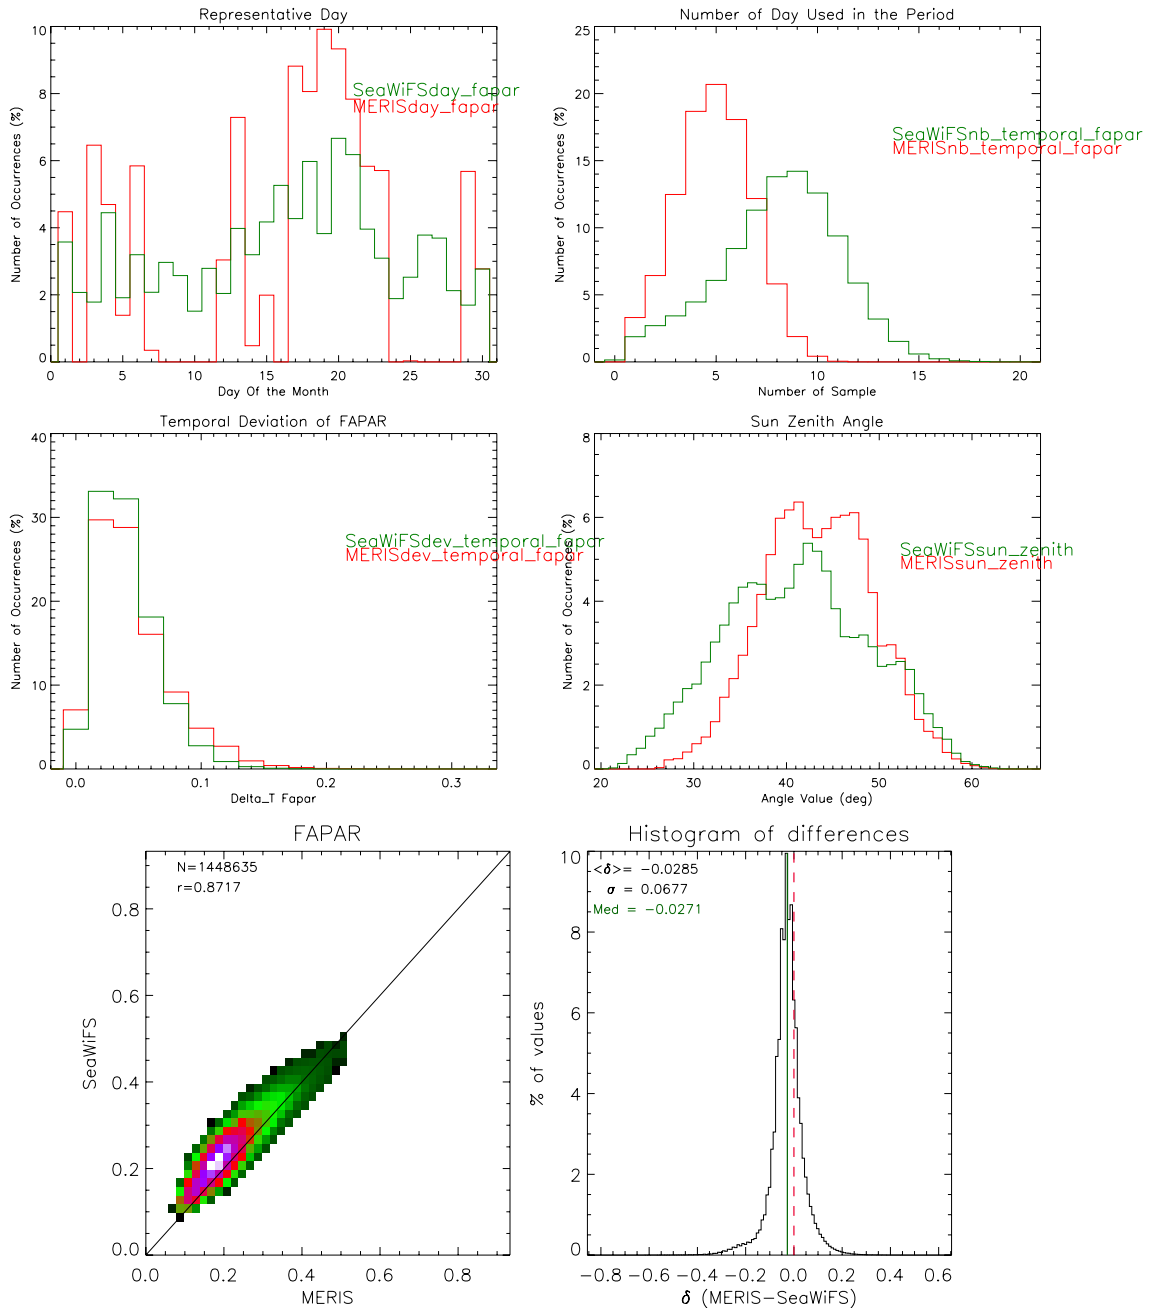 Representative Day
Number of Occurrences (%)
10
8
6
4
2
0
SeaWiFSday_fapar
MERISday_fapar
0 5 10 15 20 25 30
Day Of the Month
Number of Day Used in the Period
Number of Occurrences (%)
25
20
15
10
5
0
SeaWiFSnb_temporal_fapar
MERISnb_temporal_fapar
0 5 10 15 20
Number of Sample
Temporal Deviation of FAPAR
Number of Occurrences (%)
40
30
20
10
0
SeaWiFSdev_temporal_fapar
MERISdev_temporal_fapar
0.0 0.1 0.2 0.3
Delta_T Fapar
Sun Zenith Angle
Number of Occurrences (%)
8
6
4
2
0
SeaWiFSsun_zenith
MERISsun_zenith
20 30 40 50 60
Angle Value (deg)
FAPAR
N=1448635
r=0.8717
SeaWiFS
0.8
0.6
0.4
0.2
0.0
0.0 0.2 0.4 0.6 0.8
MERIS
Histogram of differences
<δ>= -0.0285
σ = 0.0677
Med = -0.0271
% of values
10
8
6
4
2
0
-0.8 -0.6 -0.4 -0.2 0.0 0.2 0.4 0.6
δ (MERIS-SeaWiFS)